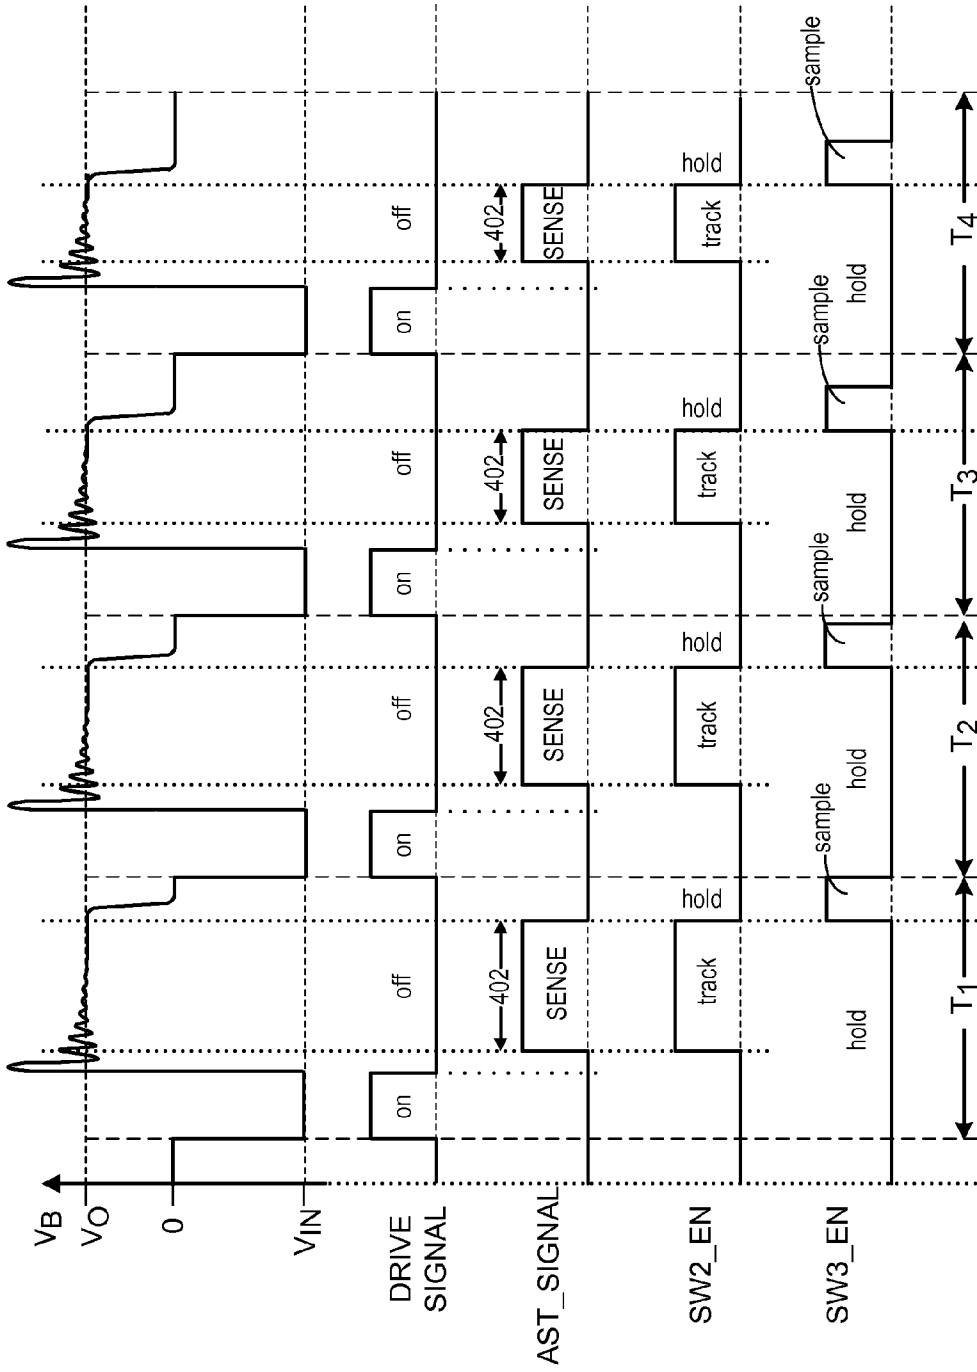 VB
VO
0
VIN
DRIVE
SIGNAL
on
off
on
off
on
off
on
off
AST_SIGNAL
402
SENSE
402
SENSE
402
SENSE
402
SENSE
SW2_EN
track
hold
track
hold
track
hold
track
hold
SW3_EN
hold
sample
hold
sample
hold
sample
hold
sample
T1
T2
T3
T4